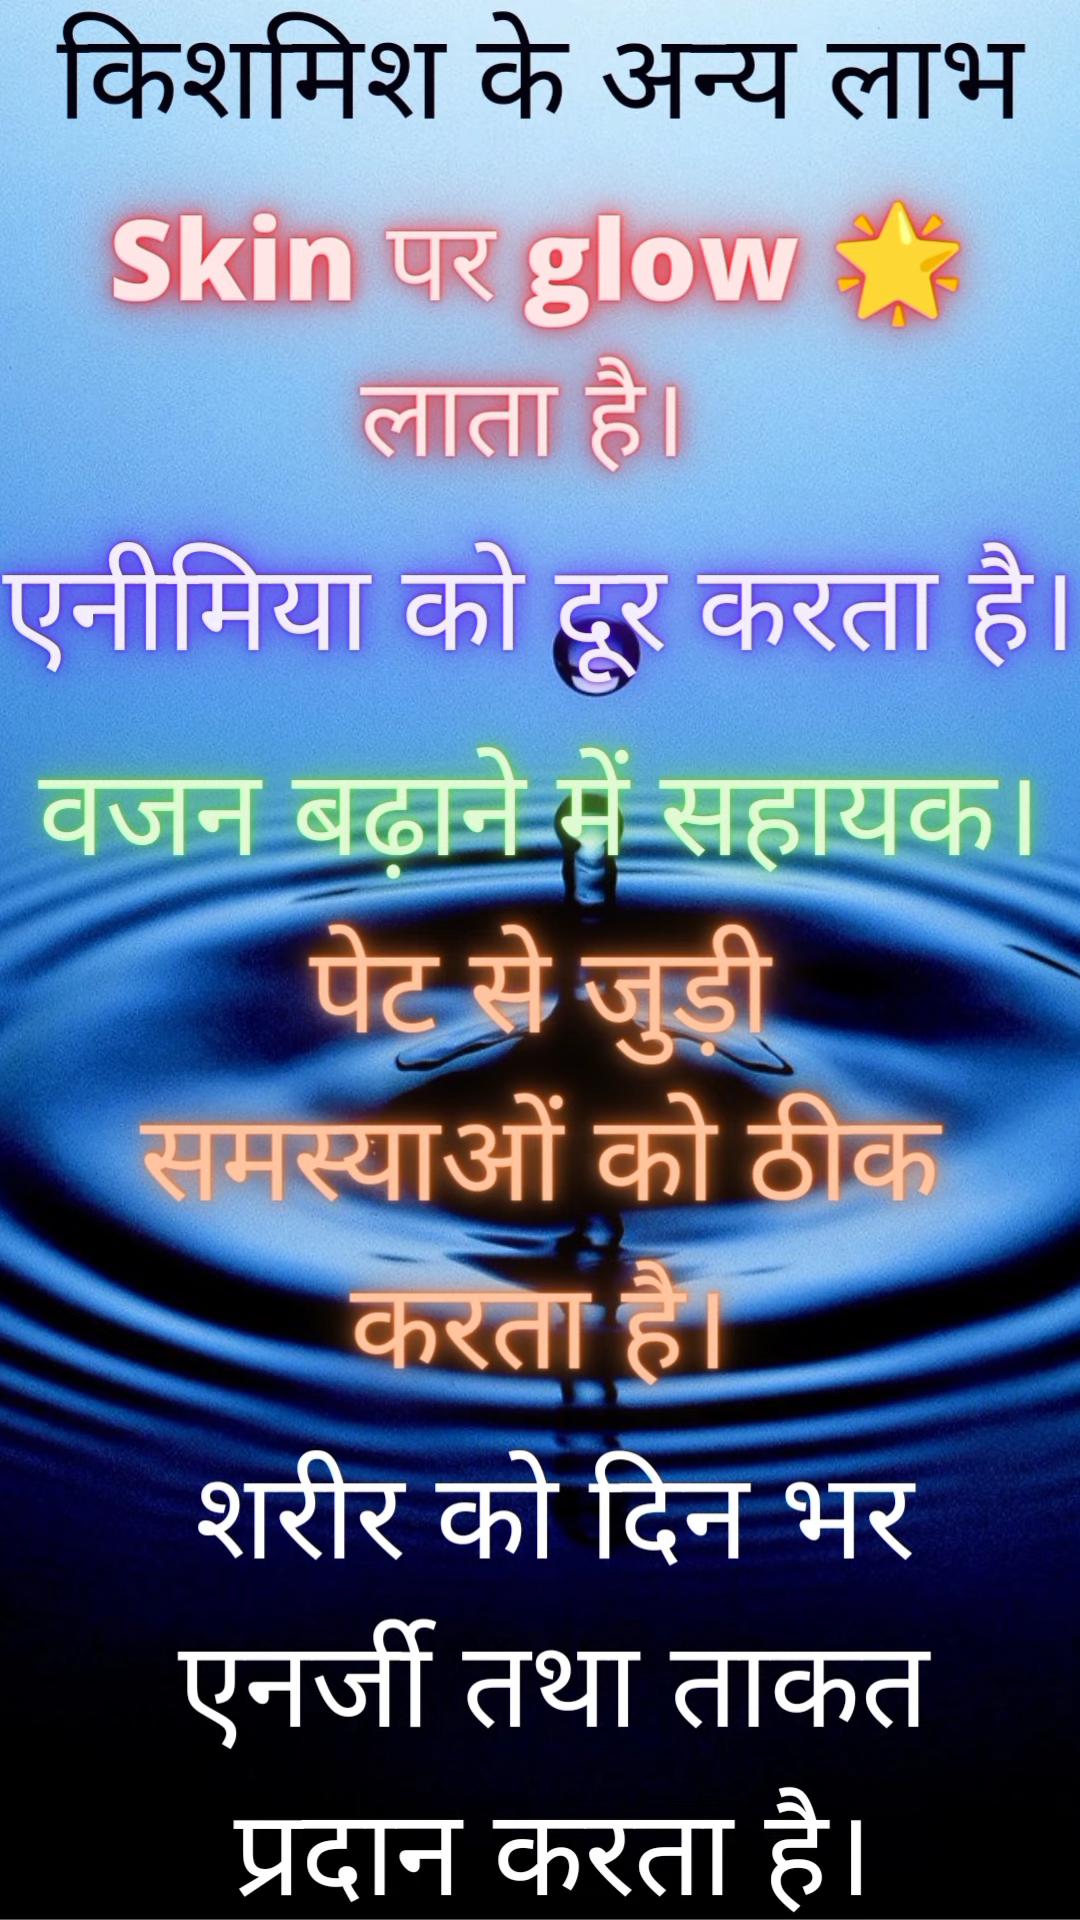 किशमिश के अन्य लाभ
Skin पर glow 🌟
लाता है।
एनीमिया को दूर करता है।
वजन बढ़ाने में सहायक।
पेट से जुड़ी
समस्याओं को ठीक
करता है।
शरीर को दिन भर
एनर्जी तथा ताकत
प्रदान करता है।